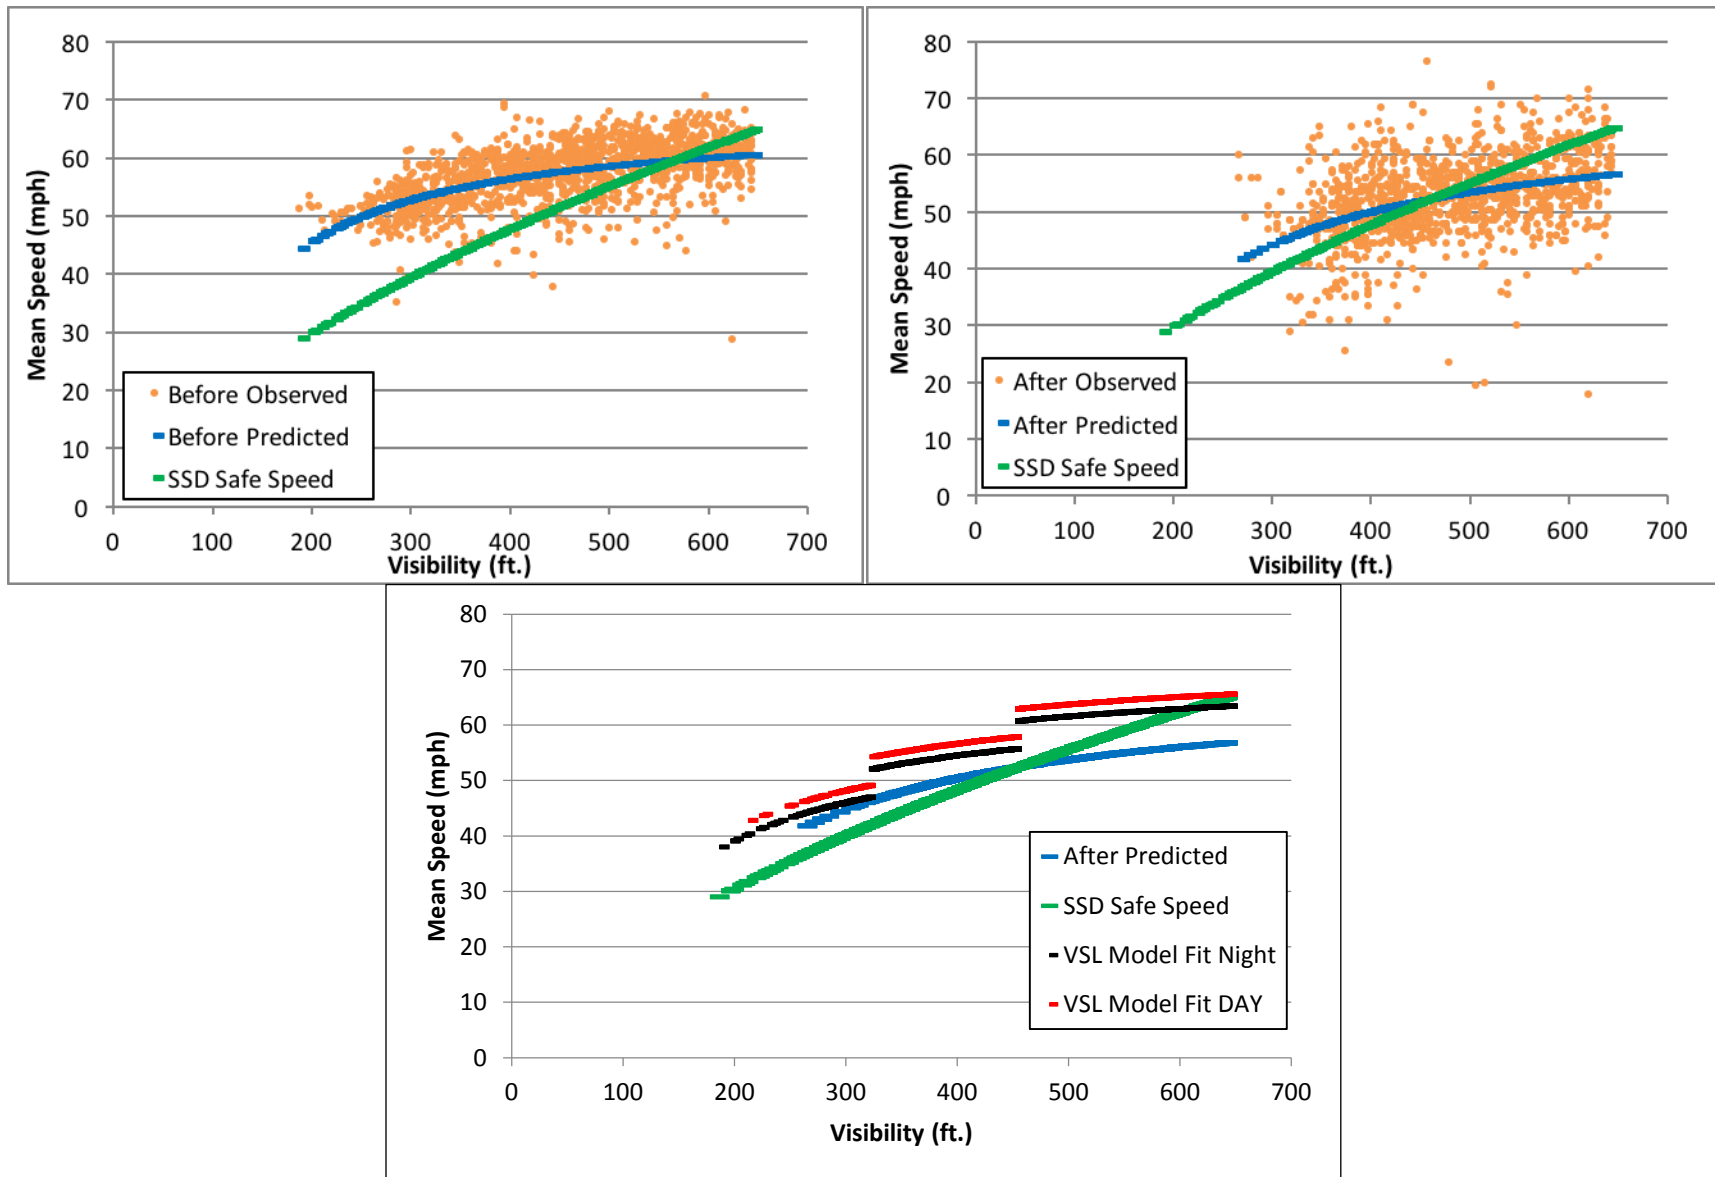 80
70
60
50
40
30
20
10
0
Mean Speed (mph)
Before Observed
Before Predicted
SSD Safe Speed
0 100 200 300 400 500 600 700
Visibility (ft.)
80
70
60
50
40
30
20
10
0
Mean Speed (mph)
After Observed
After Predicted
SSD Safe Speed
0 100 200 300 400 500 600 700
Visibility (ft.)
80
70
60
50
40
30
20
10
0
Mean Speed (mph)
After Predicted
SSD Safe Speed
VSL Model Fit Night
VSL Model Fit DAY
0 100 200 300 400 500 600 700
Visibility (ft.)